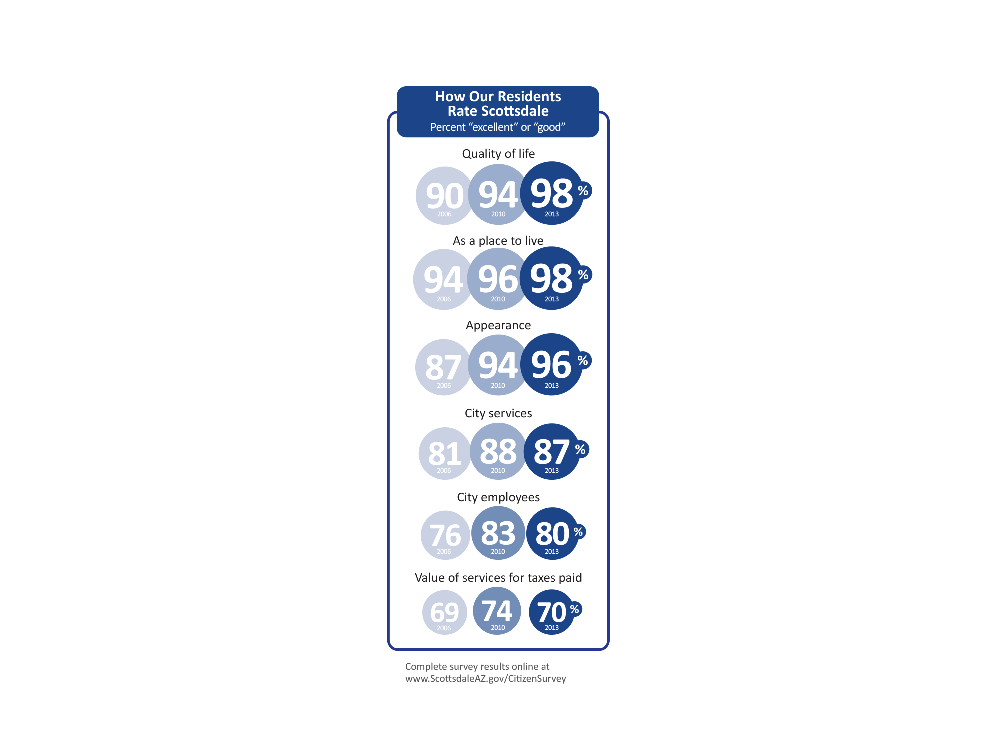 How Our Residents
Rate Scottsdale
Percent “excellent” or “good”
Quality of life
90 94 98 %
2006 2010 2013
As a place to live
94 96 98 %
2006 2010 2013
Appearance
87 94 96 %
2006 2010 2013
City services
81 88 87 %
2006 2010 2013
City employees
76 83 80 %
2006 2010 2013
Value of services for taxes paid
69 74 70 %
2006 2010 2013
Complete survey results online at
www.ScottsdaleAZ.gov/CitizenSurvey